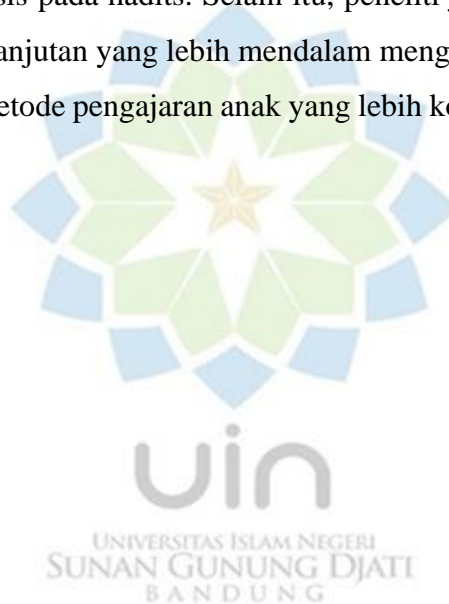 sis pada hadits. Selain itu, peneliti
anjutan yang lebih mendalam meng
etode pengajaran anak yang lebih ko
uin
UNIVERSITAS ISLAM NEGERI
SUNAN GUNUNG DJATI
BANDUNG